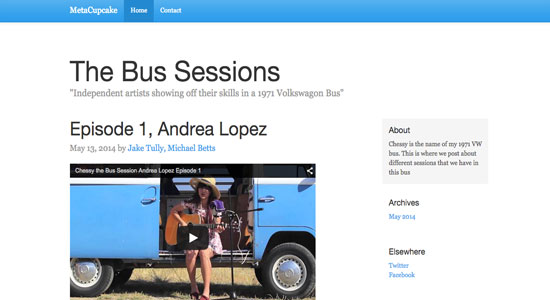 MetaCupcake Home Contact
The Bus Sessions
"Independent artists showing off their skills in a 1971 Volkswagon Bus"
Episode 1, Andrea Lopez
May 13, 2014 by Jake Tully, Michael Betts
Chessy the Bus Session Andrea Lopez Episode 1
About
Chessy is the name of my 1971 VW
bus. This is where we post about
different sessions that we have in
this bus
Archives
May 2014
Elsewhere
Twitter
Facebook